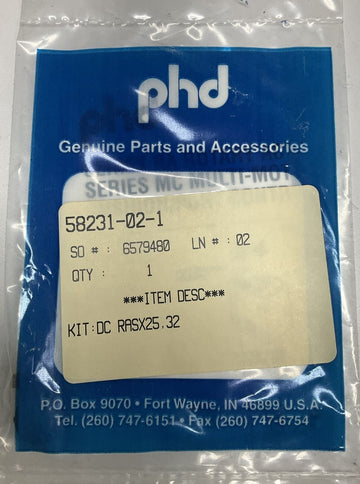 phd
Genuine Parts and Accessories
SERIES MC MULTI-MOT
58231-02-1
SO # : 6579480 LN # : 02
QTY : 1
***ITEM DESC***
KIT:DC RASX25,32
P.O. Box 9070 • Fort Wayne, IN 46899 U.S.A.
Tel. (260) 747-6151 • Fax (260) 747-6754